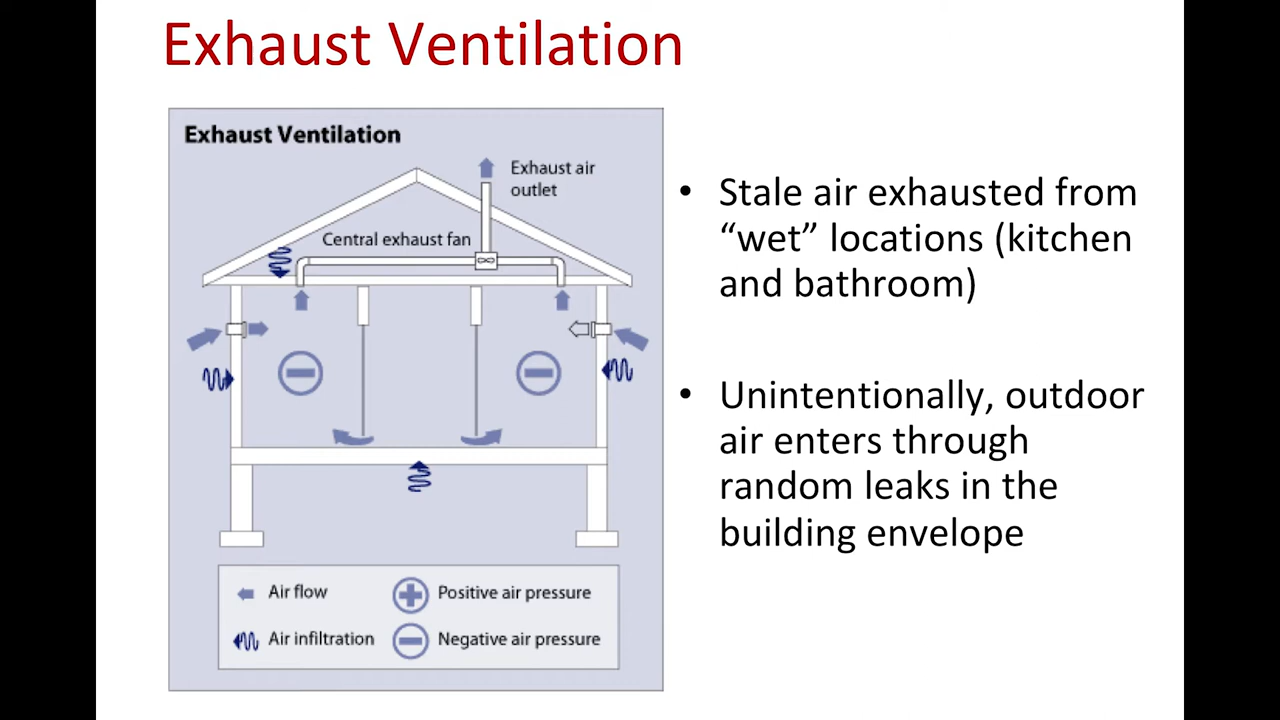 Exhaust Ventilation
Exhaust Ventilation
Exhaust air
outlet
Central exhaust fan
Air flow
Positive air pressure
Air infiltration
Negative air pressure
• Stale air exhausted from
“wet” locations (kitchen
and bathroom)
• Unintentionally, outdoor
air enters through
random leaks in the
building envelope